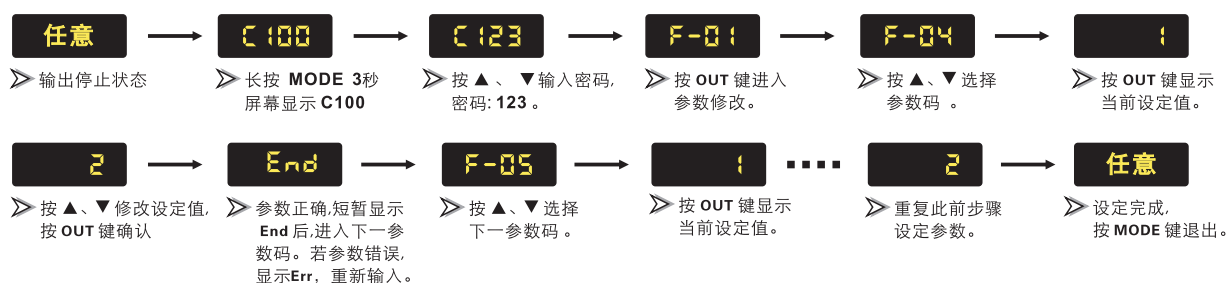 任意
C100
C123
F-01
F-04
1
输出停止状态
长按 MODE 3秒
屏幕显示 C100
按 ▲ 、 ▼输入密码,
密码: 123 。
按 OUT 键进入
参数修改。
按 ▲、▼ 选择
参数码 。
按 OUT 键显示
当前设定值。
2
End
F-05
1
2
任意
按 ▲、▼ 修改设定值,
按 OUT 键确认
参数正确,短暂显示
End 后,进入下一参
数码。若参数错误,
显示Err，重新输入。
按 ▲、▼ 选择
下一参数码 。
按 OUT 键显示
当前设定值。
重复此前步骤
设定参数。
设定完成,
按 MODE 键退出。